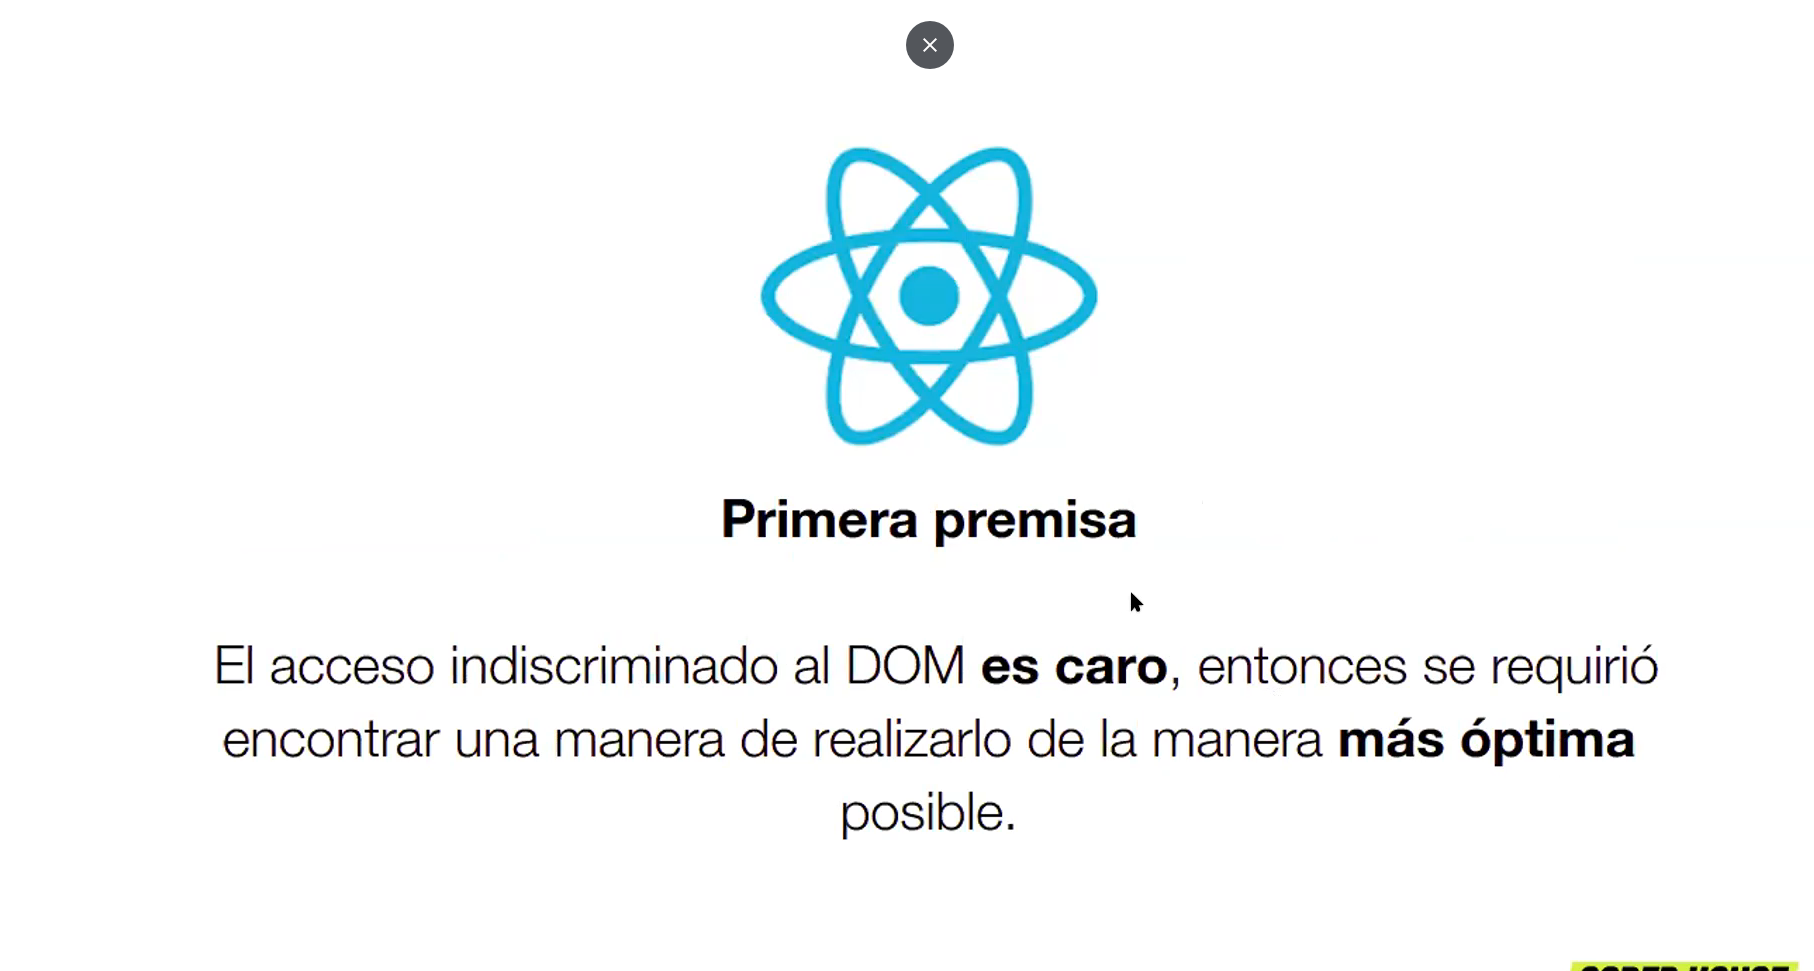 Primera premisa
El acceso indiscriminado al DOM es caro, entonces se requirió
encontrar una manera de realizarlo de la manera más óptima
posible.